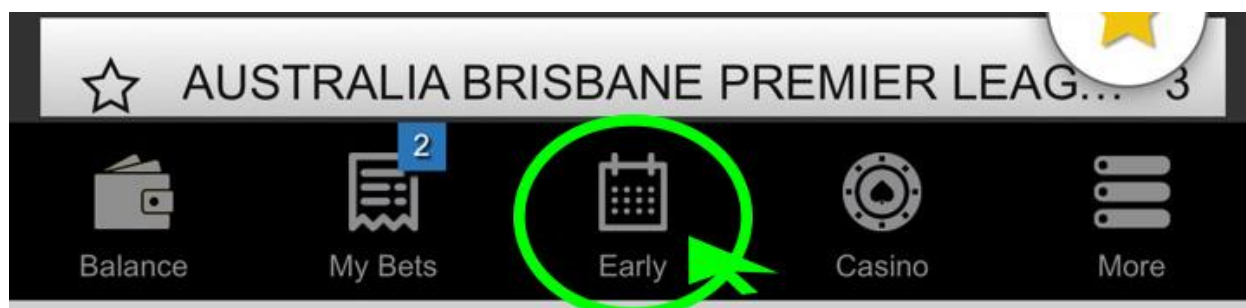 AUSTRALIA BRISBANE PREMIER LEAG... 3
2
Balance My Bets Early Casino More